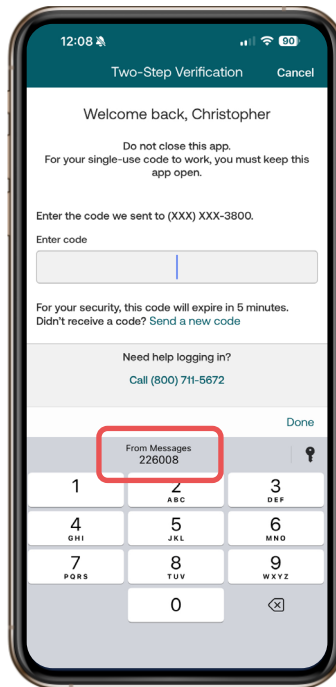 12:08
90
Two-Step Verification
Cancel
Welcome back, Christopher
Do not close this app.
For your single-use code to work, you must keep this
app open.
Enter the code we sent to (XXX) XXX-3800.
Enter code
For your security, this code will expire in 5 minutes.
Didn't receive a code? Send a new code
Need help logging in?
Call (800) 711-5672
Done
From Messages
226008
1
2
ABC
3
DEF
4
GHI
5
JKL
6
MNO
7
PQRS
8
TUV
9
WXYZ
0